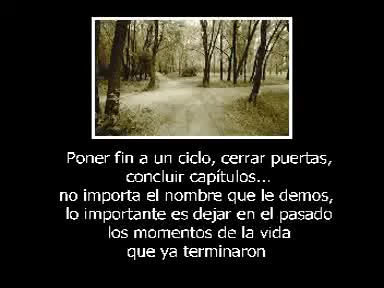 Poner fin a un ciclo, cerrar puertas,
concluir capítulos...
no importa el nombre que le demos,
lo importante es dejar en el pasado
los momentos de la vida
que ya terminaron